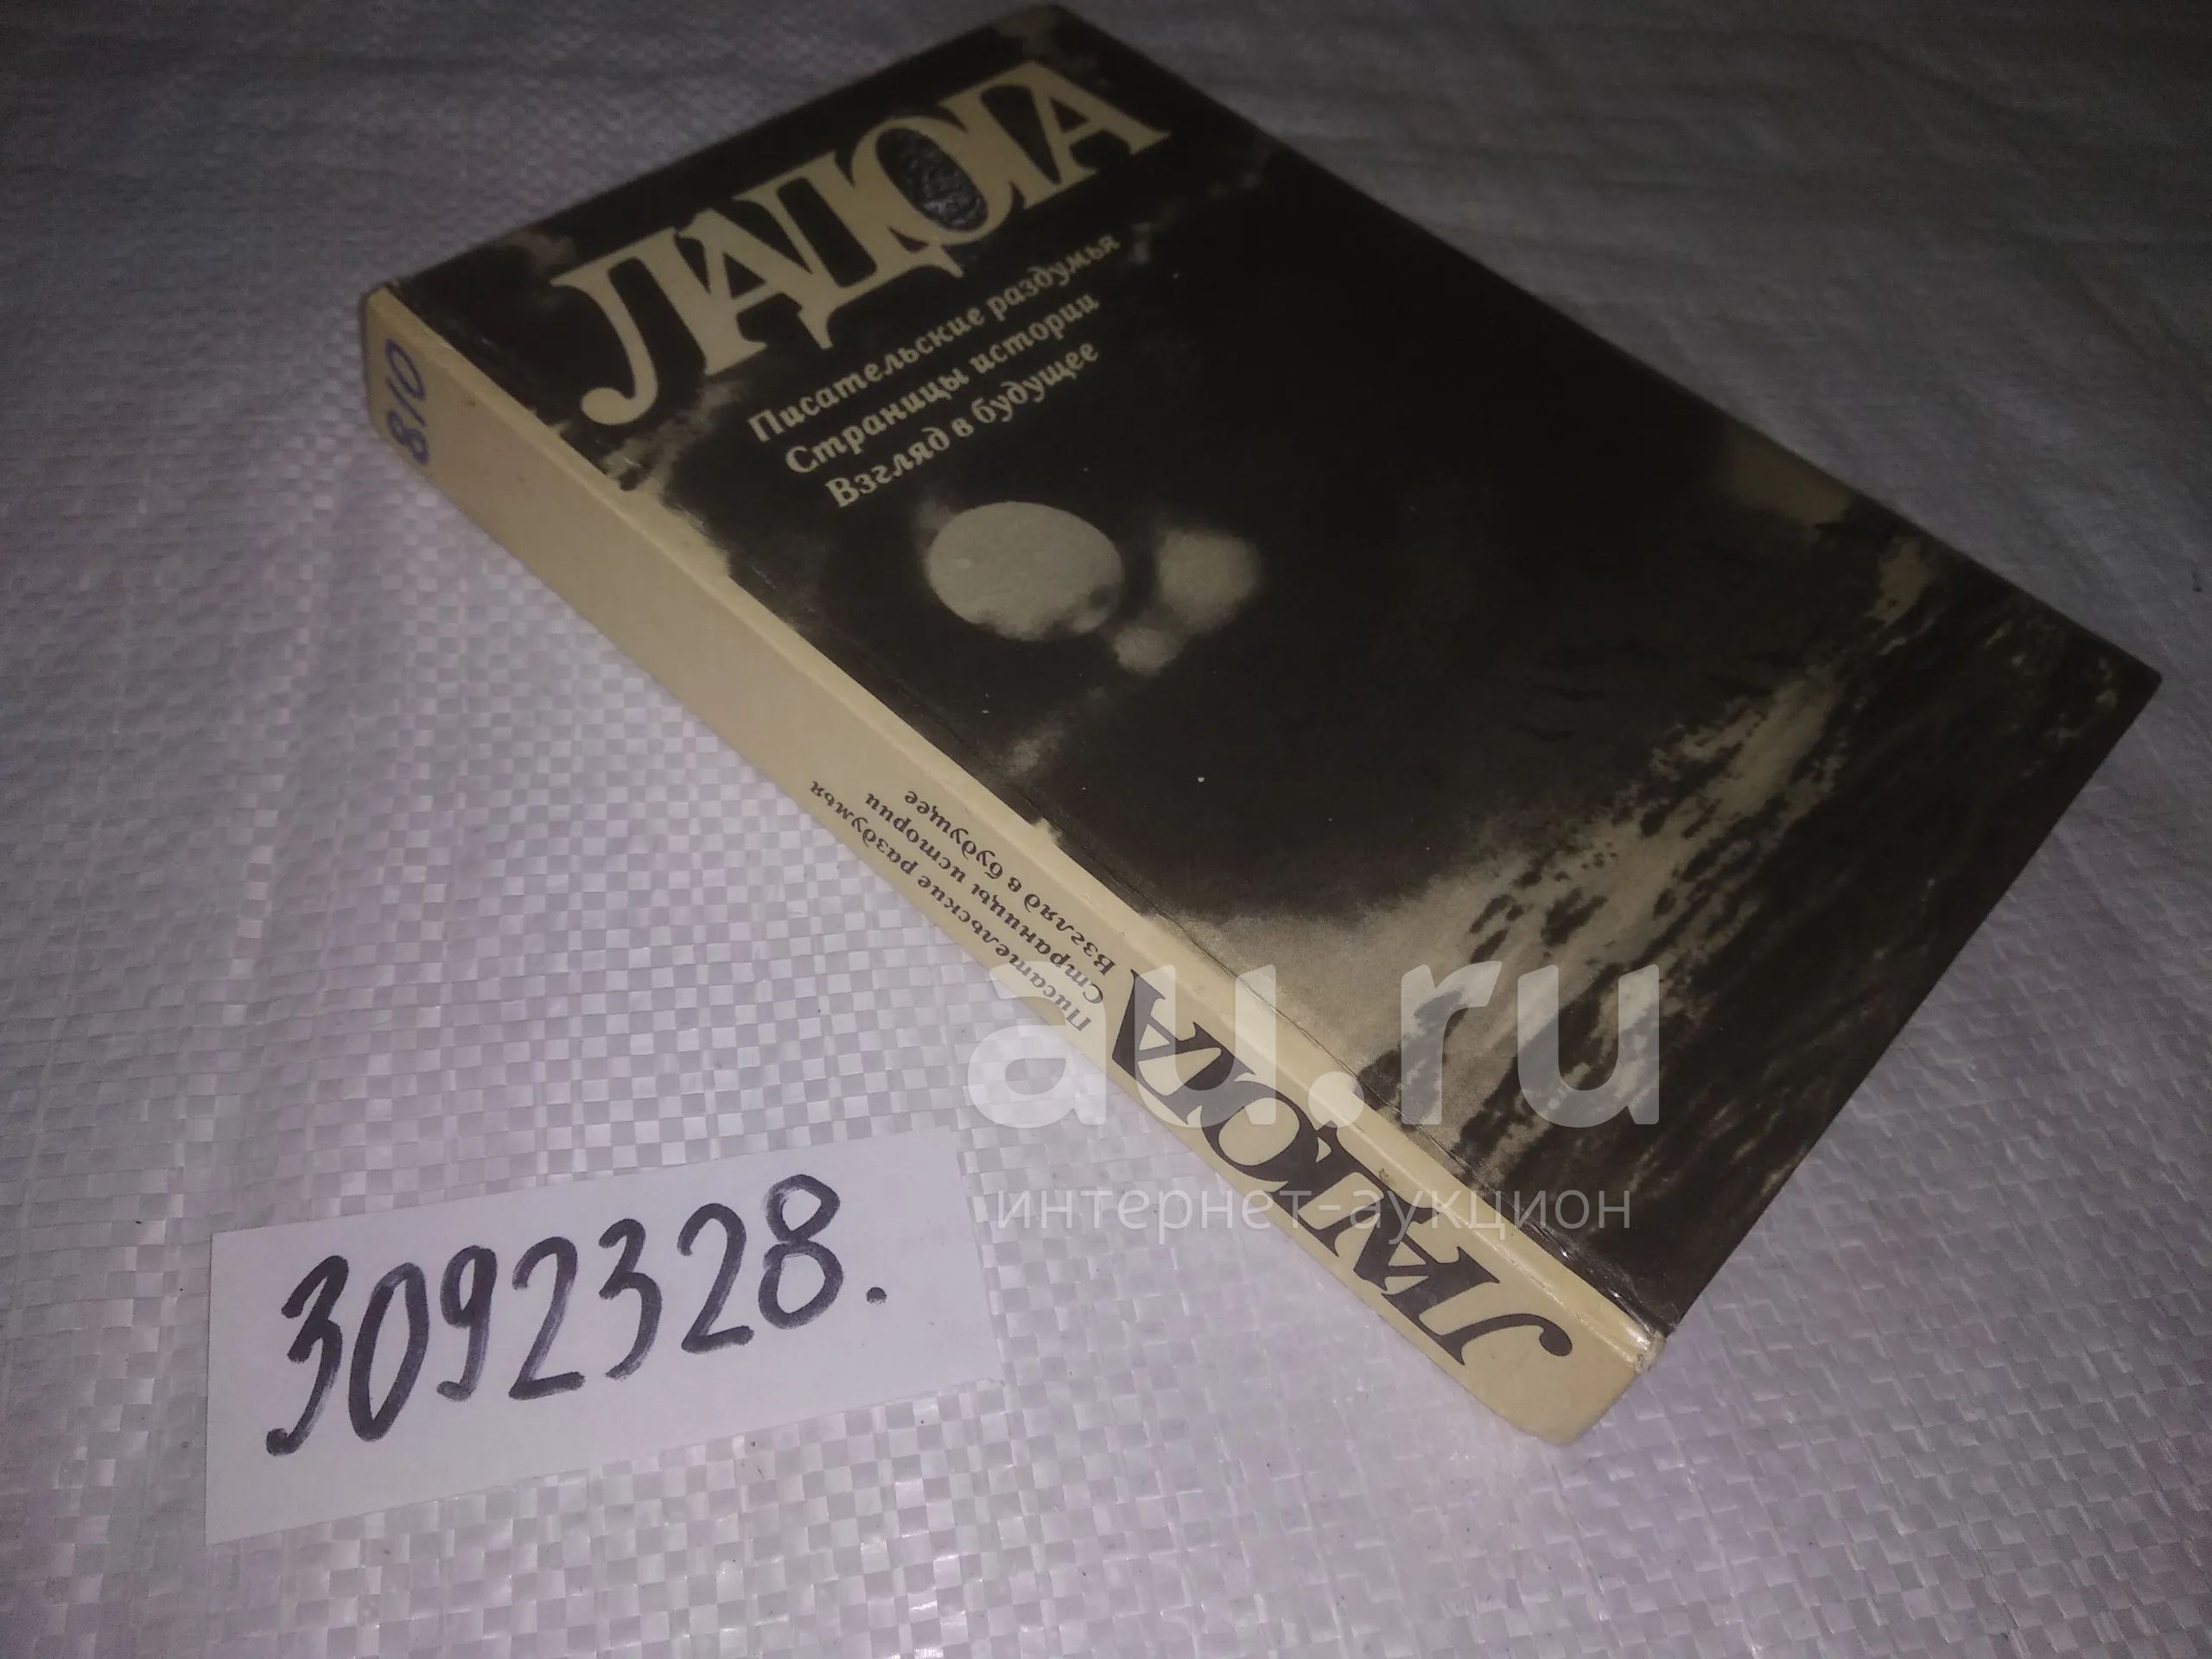 ЛАДОГА
Писательские раздумья
Страницы истории
Взгляд в будущее
810
Писательские раздумья
Страницы истории
Взгляд в будущее
ЛАДОГА
au.ru
интернет-аукцион
3092328.